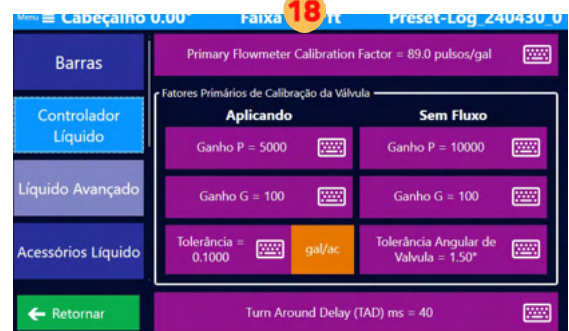 Menu ≡ Cabeçalho 0.00° Faixa 18 ft Preset-Log_240430_0
Barras
Primary Flowmeter Calibration Factor = 89.0 pulsos/gal
Fatores Primários de Calibração da Válvula
Controlador
Líquido
Aplicando
Sem Fluxo
Ganho P = 5000
Ganho P = 10000
Líquido Avançado
Ganho G = 100
Ganho G = 100
Acessórios Líquido
Tolerância =
0.1000
gal/ac
Tolerância Angular de
Valvula = 1.50°
← Retornar
Turn Around Delay (TAD) ms = 40